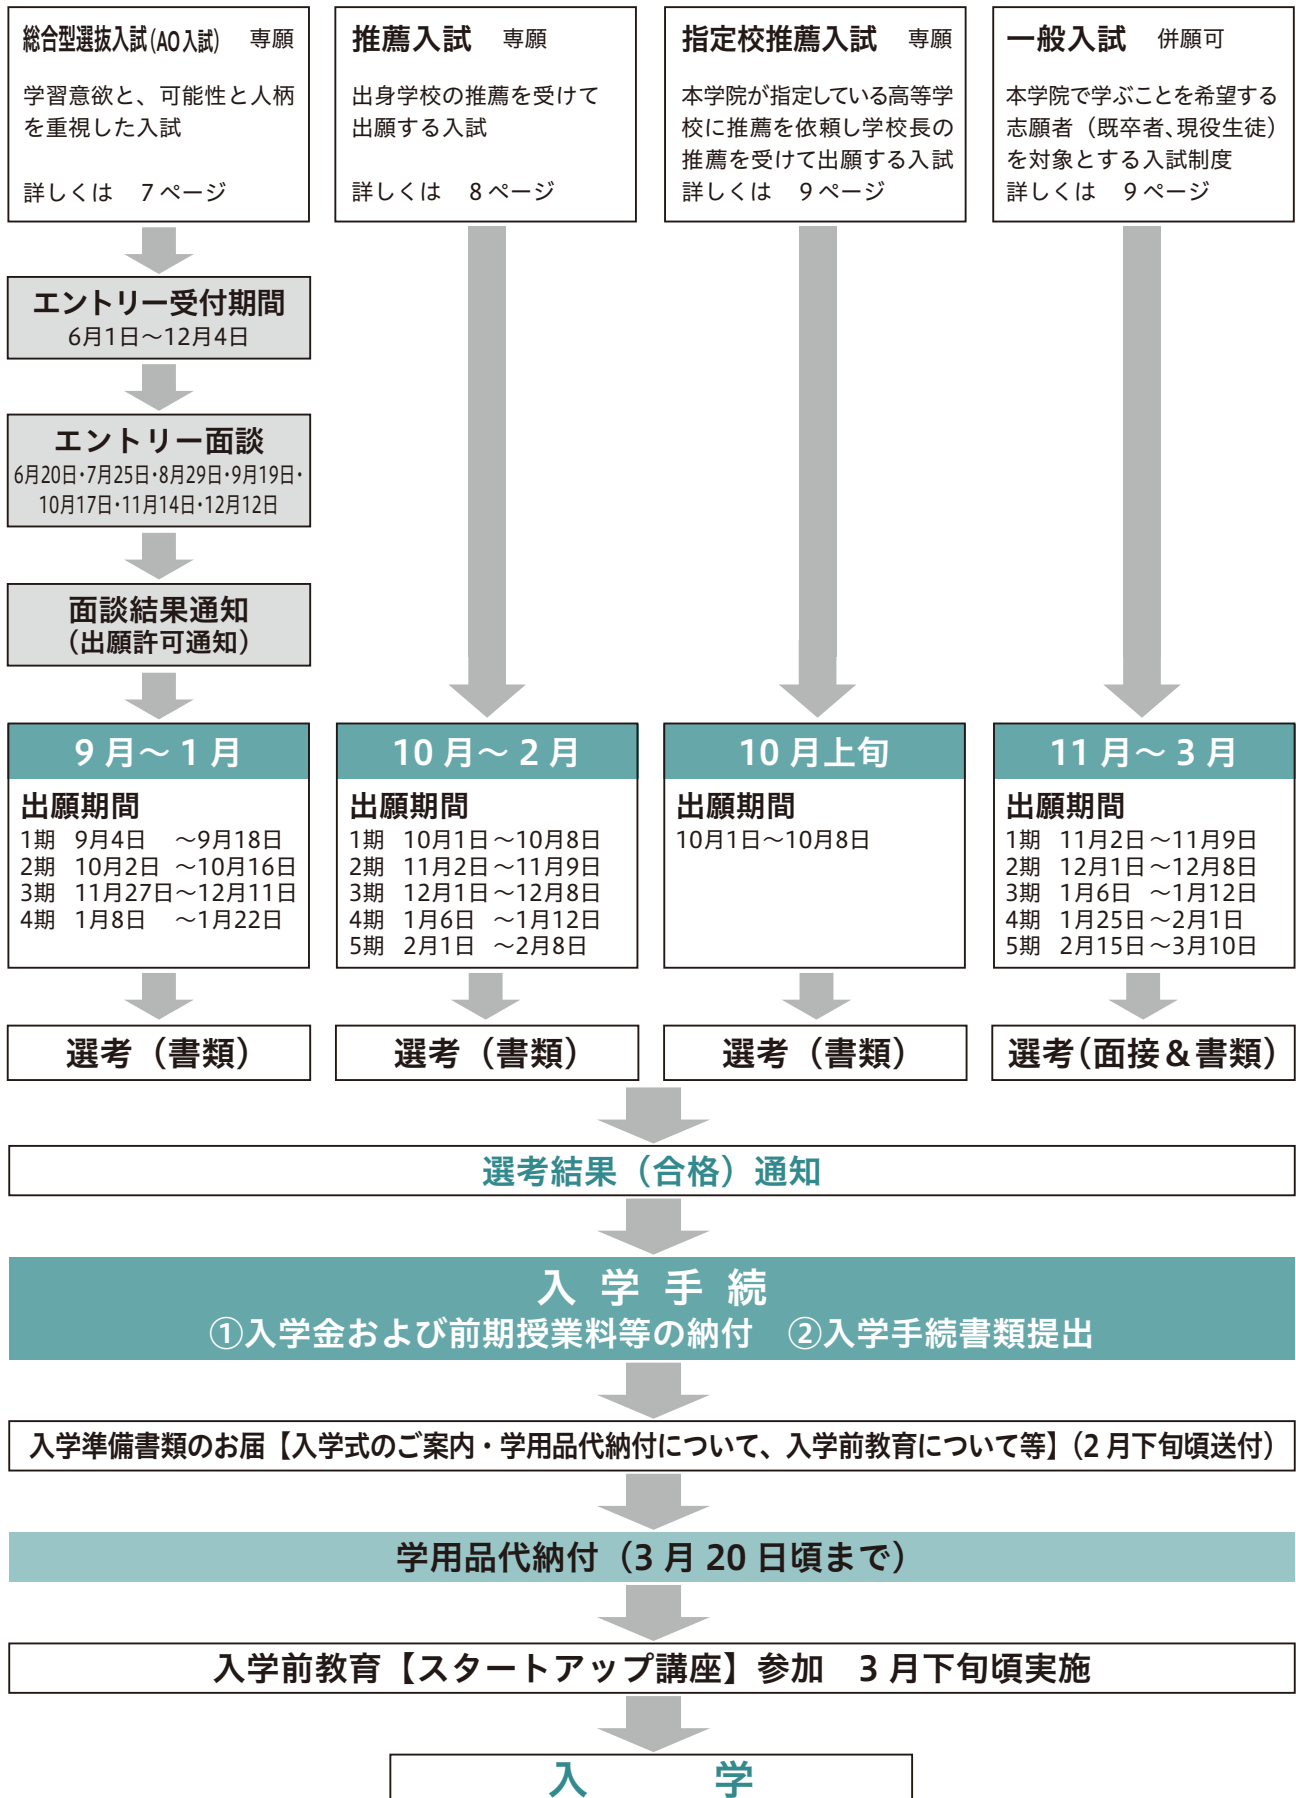 総合型選抜入試(AO入試) 専願
学習意欲と、可能性と人柄
を重視した入試
詳しくは 7ページ
推薦入試 専願
出身学校の推薦を受けて
出願する入試
詳しくは 8ページ
指定校推薦入試 専願
本学院が指定している高等学
校に推薦を依頼し学校長の
推薦を受けて出願する入試
詳しくは 9ページ
一般入試 併願可
本学院で学ぶことを希望する
志願者（既卒者、現役生徒）
を対象とする入試制度
詳しくは 9ページ
エントリー受付期間
6月1日～12月4日
エントリー面談
6月20日・7月25日・8月29日・9月19日・
10月17日・11月14日・12月12日
面談結果通知
（出願許可通知）
9月～1月
出願期間
1期 9月4日 ～9月18日
2期 10月2日 ～10月16日
3期 11月27日～12月11日
4期 1月8日 ～1月22日
10月～2月
出願期間
1期 10月1日～10月8日
2期 11月2日～11月9日
3期 12月1日～12月8日
4期 1月6日 ～1月12日
5期 2月1日 ～2月8日
10月上旬
出願期間
10月1日～10月8日
11月～3月
出願期間
1期 11月2日～11月9日
2期 12月1日～12月8日
3期 1月6日 ～1月12日
4期 1月25日～2月1日
5期 2月15日～3月10日
選考（書類）
選考（書類）
選考（書類）
選考（面接＆書類）
選考結果（合格）通知
入学手続
①入学金および前期授業料等の納付 ②入学手続書類提出
入学準備書類のお届【入学式のご案内・学用品代納付について、入学前教育について等】（2月下旬頃送付）
学用品代納付（3月20日頃まで）
入学前教育【スタートアップ講座】参加 3月下旬頃実施
入 学